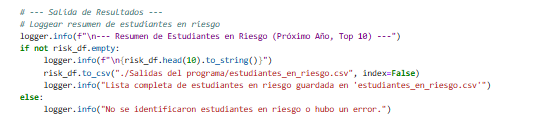 # --- Salida de Resultados ---
# Loggear resumen de estudiantes en riesgo
logger.info(f"\n--- Resumen de Estudiantes en Riesgo (Próximo Año, Top 10) ---")
if not risk_df.empty:
    logger.info(f"\n{risk_df.head(10).to_string()}")
    risk_df.to_csv("./Salidas del programa/estudiantes_en_riesgo.csv", index=False)
    logger.info("Lista completa de estudiantes en riesgo guardada en 'estudiantes_en_riesgo.csv'")
else:
    logger.info("No se identificaron estudiantes en riesgo o hubo un error.")